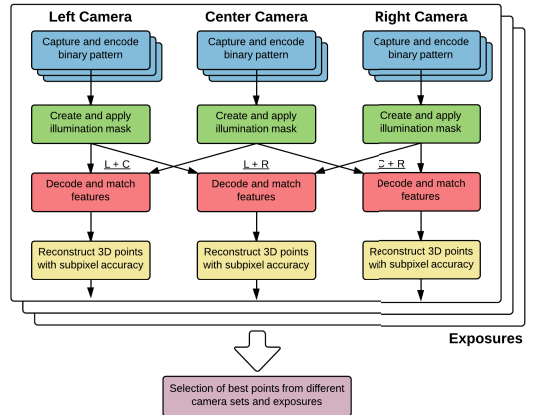 Left Camera
Center Camera
Right Camera
Capture and encode
binary pattern
Capture and encode
binary pattern
Capture and encode
binary pattern
Create and apply
illumination mask
Create and apply
illumination mask
Create and apply
illumination mask
L + C
L + R
C + R
Decode and match
features
Decode and match
features
Decode and match
features
Reconstruct 3D points
with subpixel accuracy
Reconstruct 3D points
with subpixel accuracy
Reconstruct 3D points
with subpixel accuracy
Exposures
Selection of best points from different
camera sets and exposures